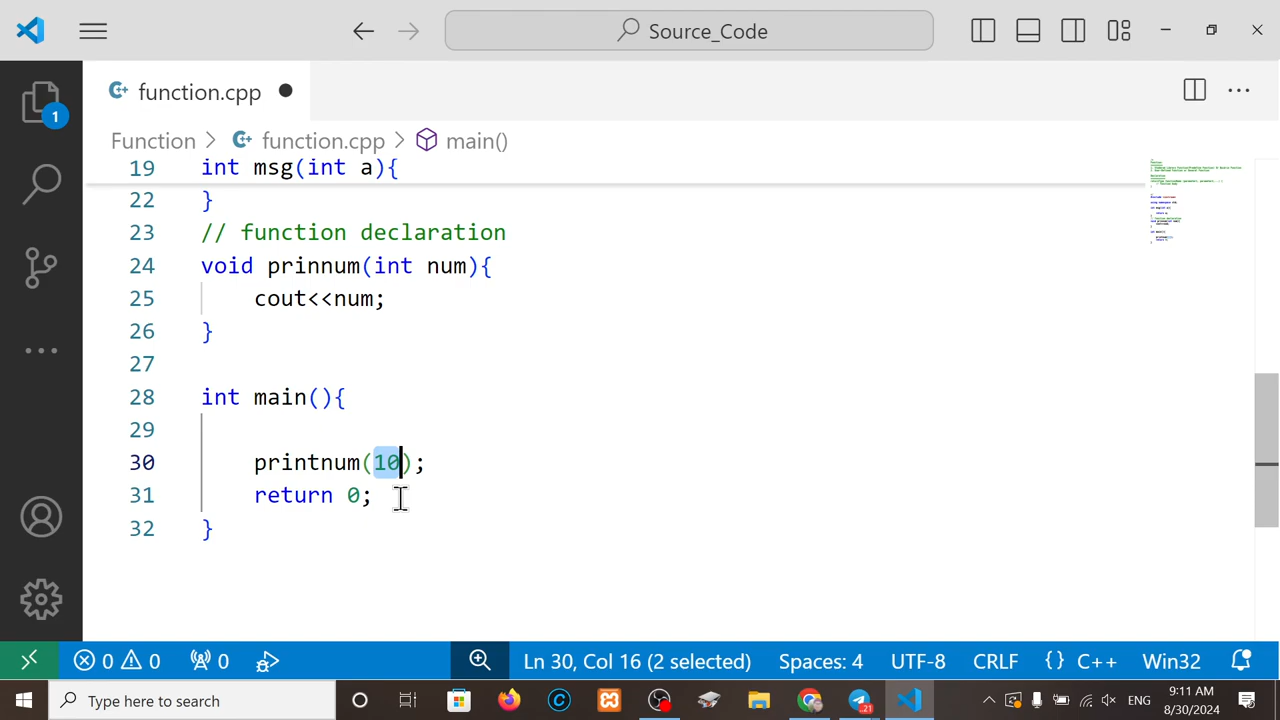 Source_Code
function.cpp
Function > function.cpp > main()
19 int msg(int a){
22 }
23 // function declaration
24 void prinnum(int num){
25 cout<<num;
26 }
27
28 int main(){
29
30 printnum(10);
31 return 0;
32 }
1
0 0 0 Ln 30, Col 16 (2 selected) Spaces: 4 UTF-8 CRLF {} C++ Win32
Type here to search
21
ENG
9:11 AM
8/30/2024